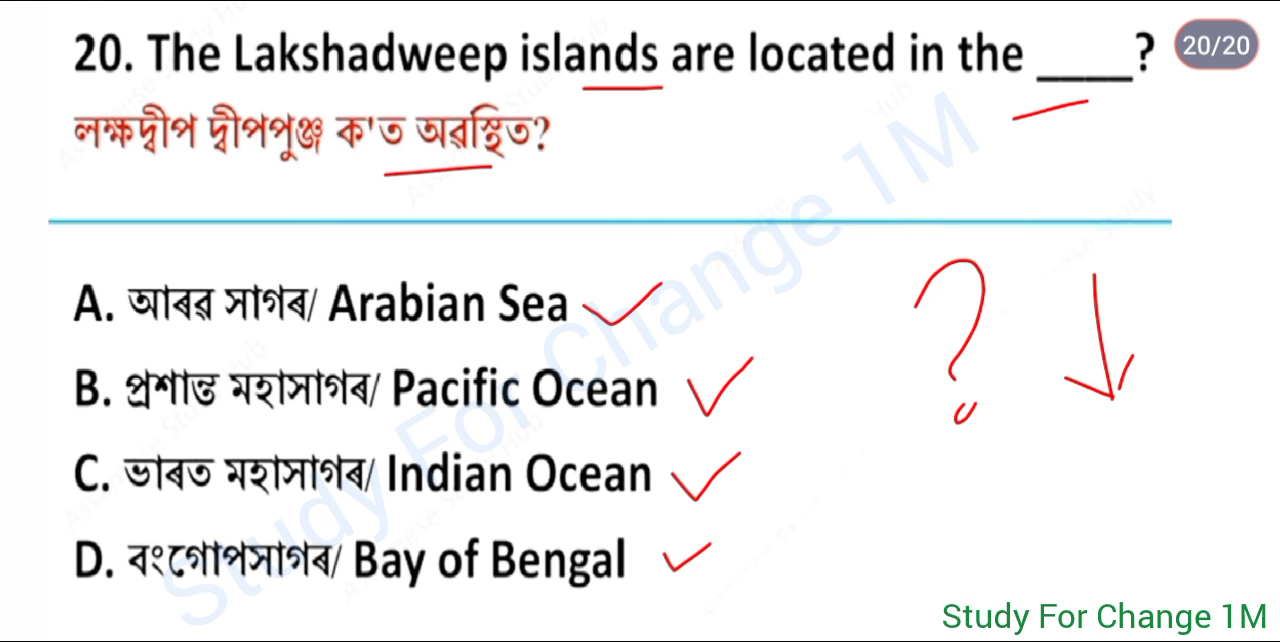 20. The Lakshadweep islands are located in the ____? 20/20
লক্ষদ্বীপ দ্বীপপুঞ্জ ক'ত অৱস্থিত?
A. আৰৱ সাগৰ/ Arabian Sea
B. প্ৰশান্ত মহাসাগৰ/ Pacific Ocean
C. ভাৰত মহাসাগৰ/ Indian Ocean
D. বংগোপসাগৰ/ Bay of Bengal
?
Study For Change 1M
Study For Change 1M